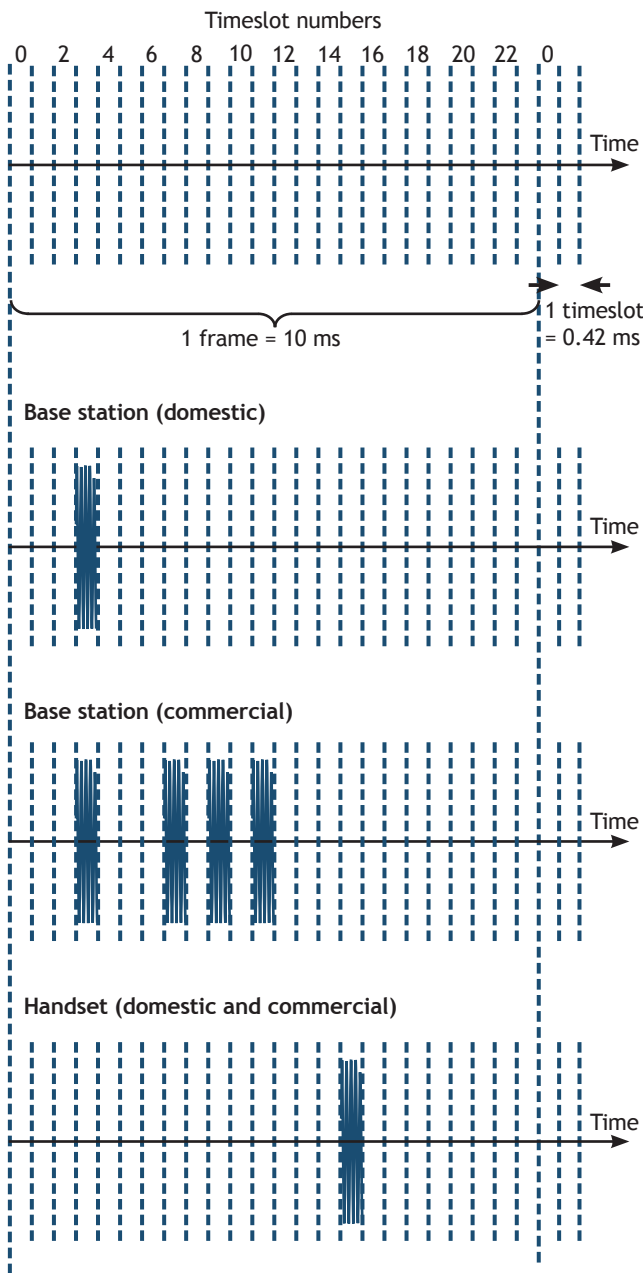 Timeslot numbers
0 2 4 6 8 10 12 14 16 18 20 22 0
Time
1 frame = 10 ms
1 timeslot
= 0.42 ms
Base station (domestic)
Time
Base station (commercial)
Time
Handset (domestic and commercial)
Time